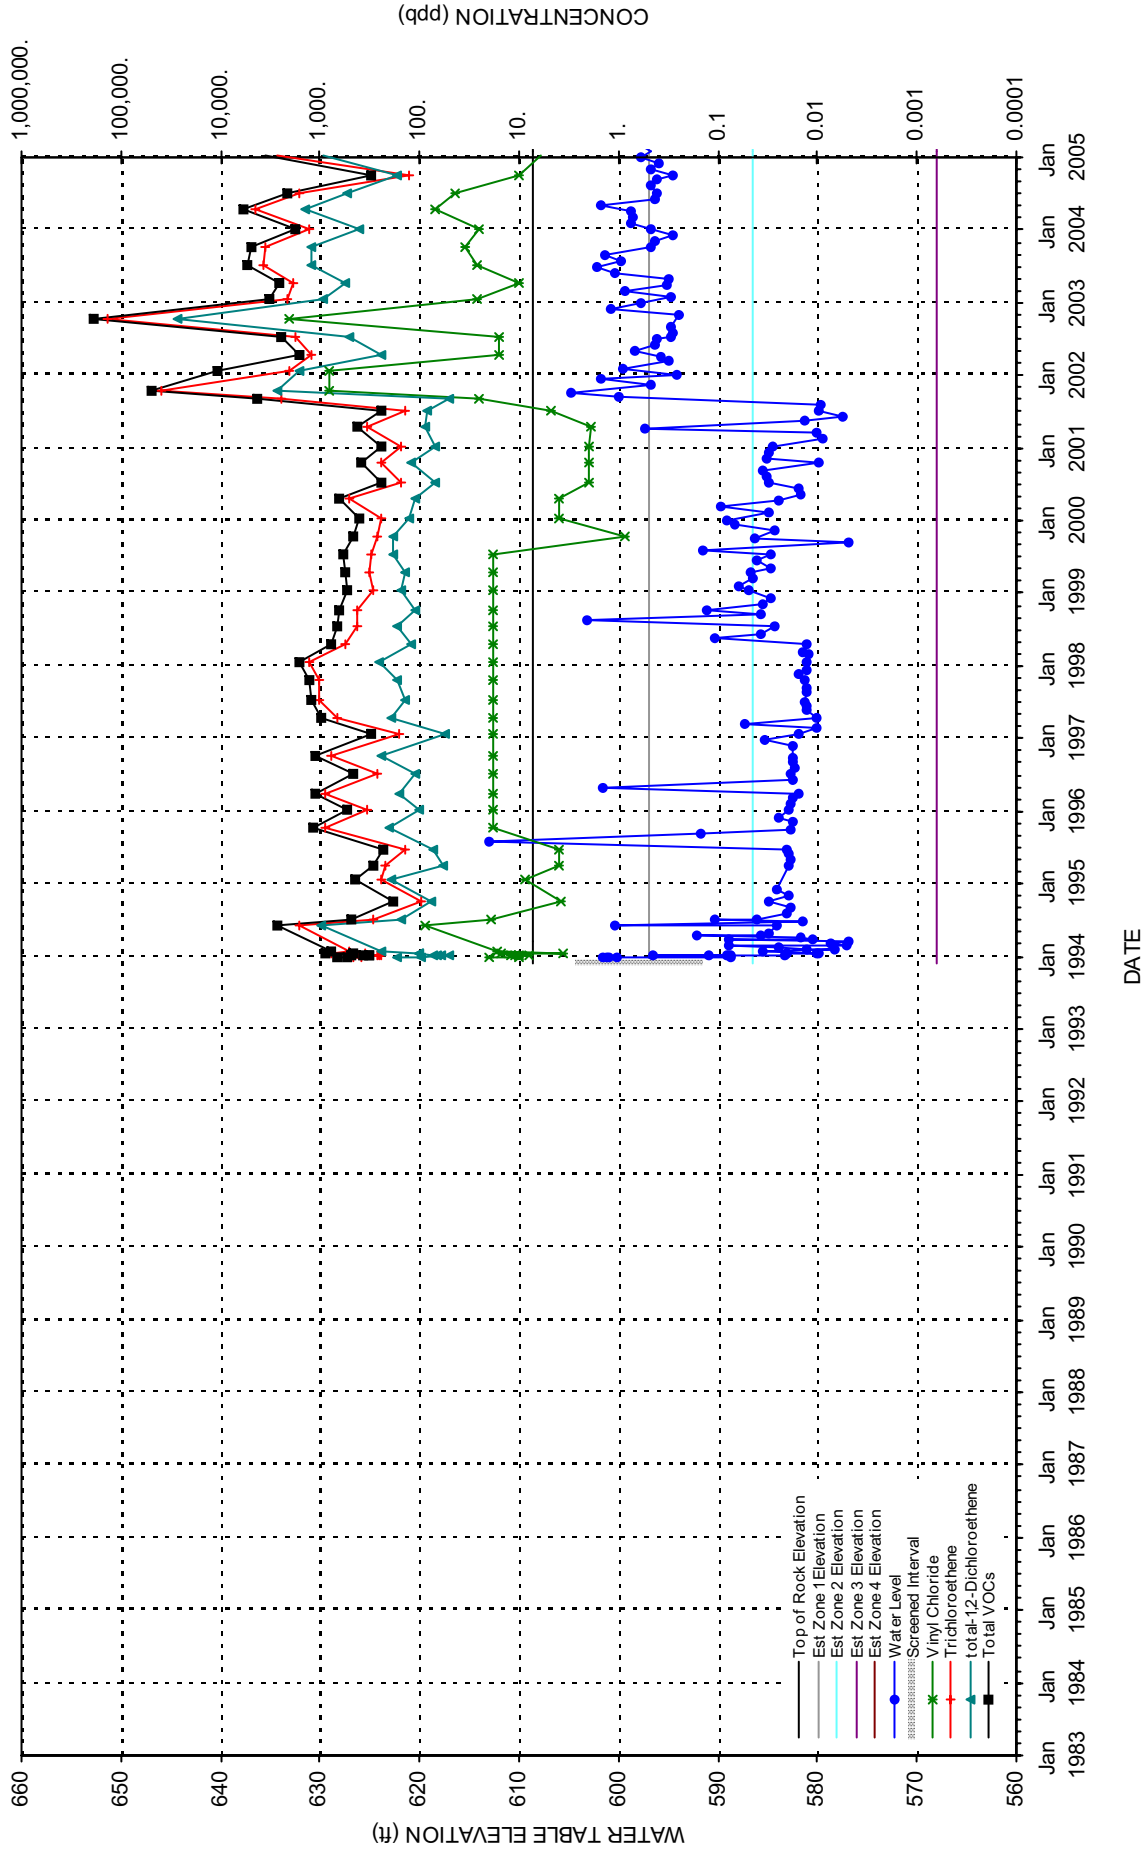 CONCENTRATION (ppb)
1,000,000.
100,000.
10,000.
1,000.
100.
10.
1.
0.1
0.01
0.001
0.0001
660
650
640
630
620
610
600
590
580
570
560
WATER TABLE ELEVATION (ft)
Top of Rock Elevation
Est Zone 1 Elevation
Est Zone 2 Elevation
Est Zone 3 Elevation
Est Zone 4 Elevation
Water Level
Screened Interval
Vinyl Chloride
Trichloroethene
total-1,2-Dichloroethene
Total VOCs
Jan 1983
Jan 1984
Jan 1985
Jan 1986
Jan 1987
Jan 1988
Jan 1989
Jan 1990
Jan 1991
Jan 1992
Jan 1993
Jan 1994
Jan 1995
Jan 1996
Jan 1997
Jan 1998
Jan 1999
Jan 2000
Jan 2001
Jan 2002
Jan 2003
Jan 2004
Jan 2005
DATE